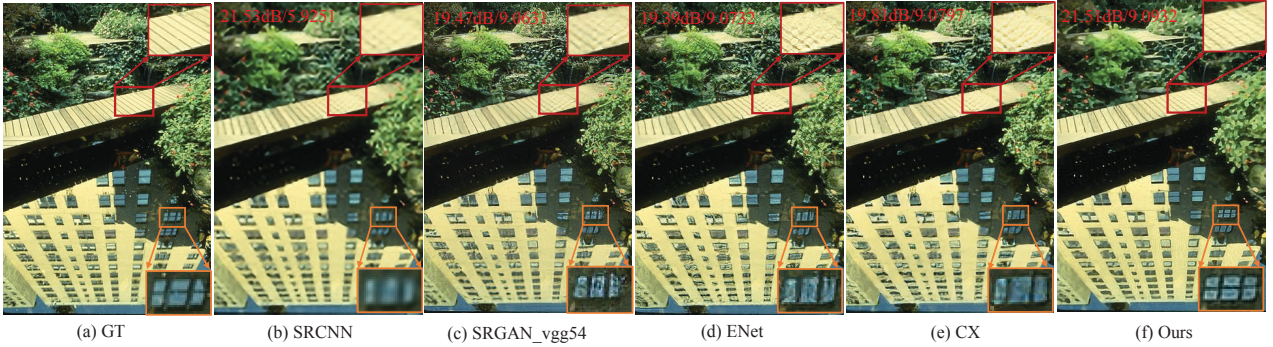 21.53dB/5.9251
19.47dB/9.0631
19.39dB/9.0732
19.81dB/9.0797
21.51dB/9.0932
(a) GT
(b) SRCNN
(c) SRGAN_vgg54
(d) ENet
(e) CX
(f) Ours